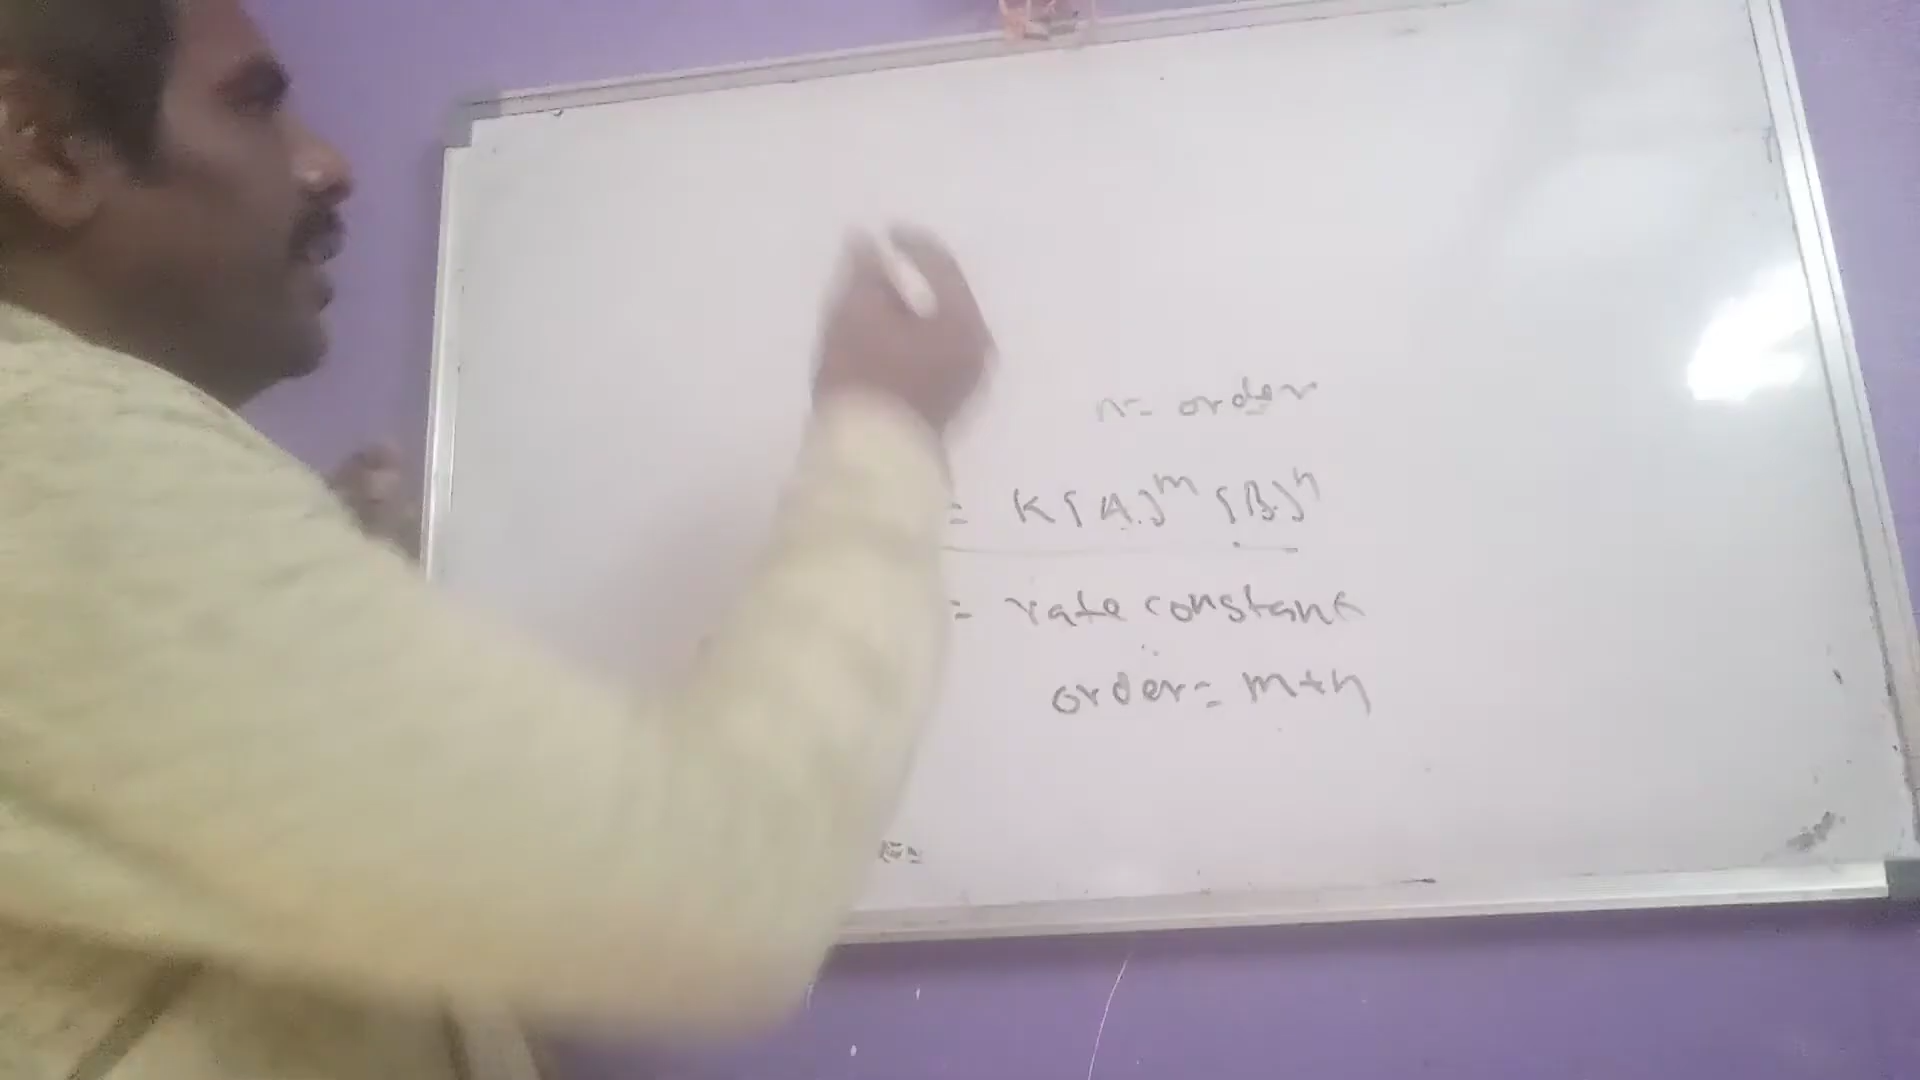 n= order
= K[A]^m [B]^n
= rate constant
order= m+n